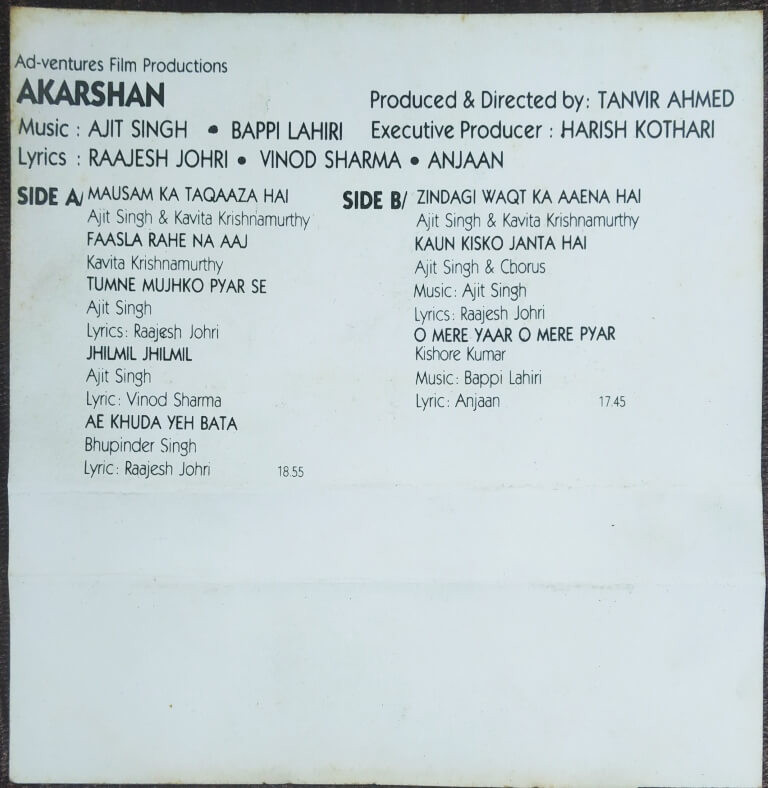 Ad-ventures Film Productions
AKARSHAN
Produced & Directed by: TANVIR AHMED
Music : AJIT SINGH • BAPPI LAHIRI
Executive Producer : HARISH KOTHARI
Lyrics : RAAJESH JOHRI • VINOD SHARMA • ANJAAN
SIDE A/ MAUSAM KA TAQAAZA HAI
Ajit Singh & Kavita Krishnamurthy
FAASLA RAHE NA AAJ
Kavita Krishnamurthy
TUMNE MUJHKO PYAR SE
Ajit Singh
Lyrics: Raajesh Johri
JHILMIL JHILMIL
Ajit Singh
Lyric: Vinod Sharma
AE KHUDA YEH BATA
Bhupinder Singh
Lyric: Raajesh Johri 18.55
SIDE B/ ZINDAGI WAQT KA AAENA HAI
Ajit Singh & Kavita Krishnamurthy
KAUN KISKO JANTA HAI
Ajit Singh & Chorus
Music: Ajit Singh
Lyrics: Raajesh Johri
O MERE YAAR O MERE PYAR
Kishore Kumar
Music: Bappi Lahiri
Lyric: Anjaan 17.45